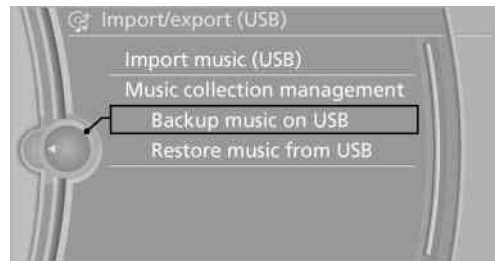 Import/export (USB)
Import music (USB)
Music collection management
Backup music on USB
Restore music from USB